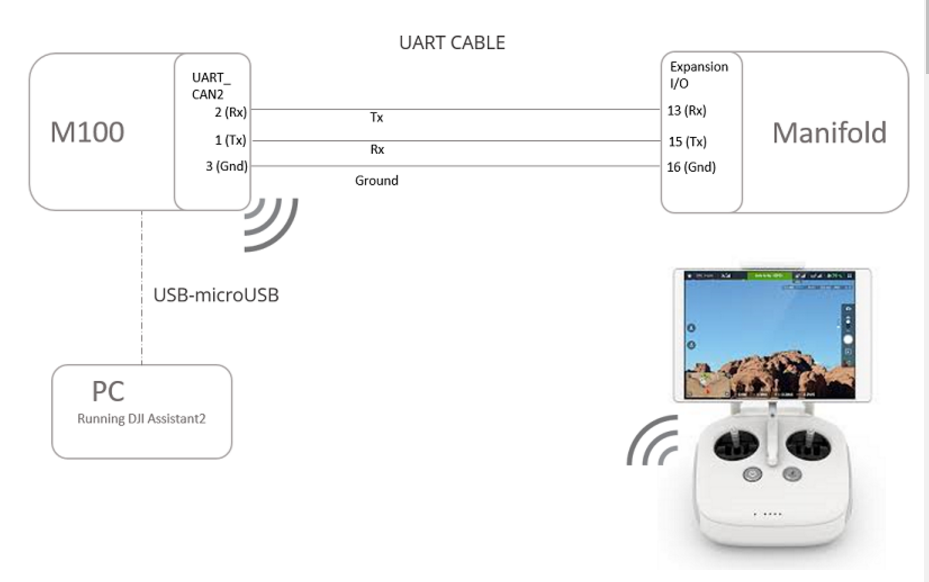 UART CABLE
M100
UART_
CAN2
2 (Rx)
1 (Tx)
3 (Gnd)
Tx
Rx
Ground
Expansion
I/O
13 (Rx)
15 (Tx)
16 (Gnd)
Manifold
USB-microUSB
PC
Running DJI Assistant2